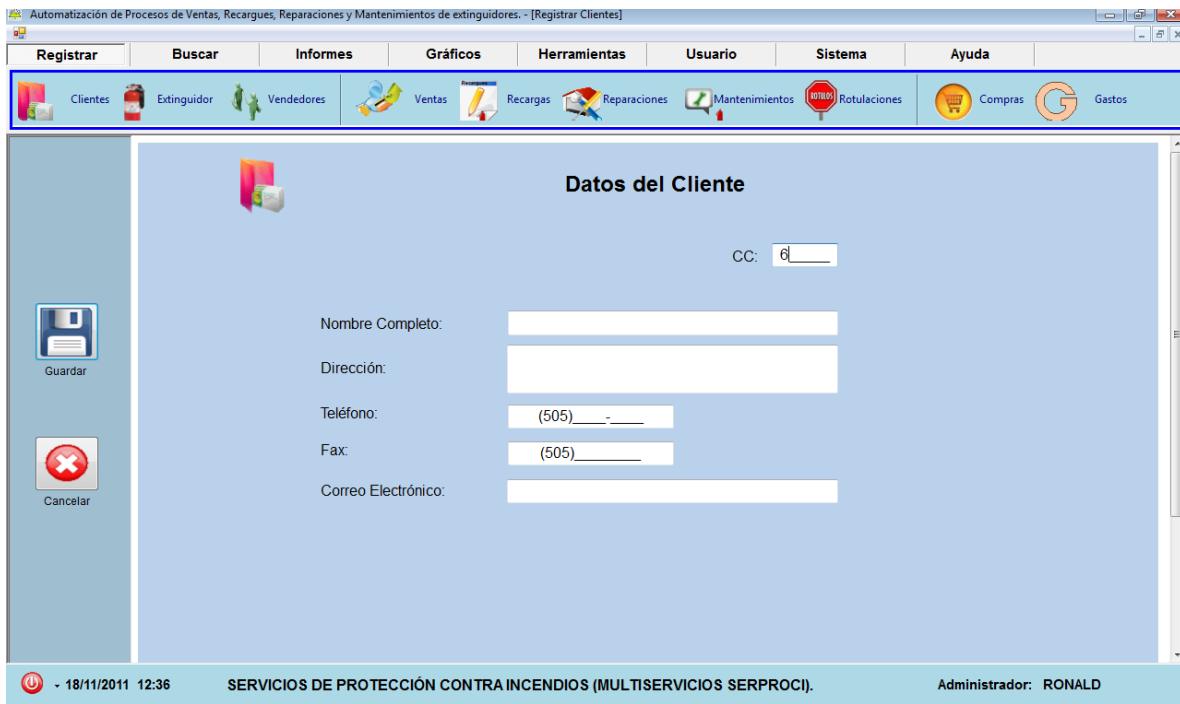 Automatización de Procesos de Ventas, Recargues, Reparaciones y Mantenimientos de extinguidores. - [Registrar Clientes]
Registrar Buscar Informes Gráficos Herramientas Usuario Sistema Ayuda
Clientes Extinguidor Vendedores Ventas Recargas Reparaciones Mantenimientos ROTULOS Rotulaciones Compras G Gastos
Datos del Cliente
CC: 6_____
Nombre Completo:
Dirección:
Guardar
Teléfono: (505)____-____
Fax: (505)________
Correo Electrónico:
Cancelar
- 18/11/2011 12:36 SERVICIOS DE PROTECCIÓN CONTRA INCENDIOS (MULTISERVICIOS SERPROCI). Administrador: RONALD